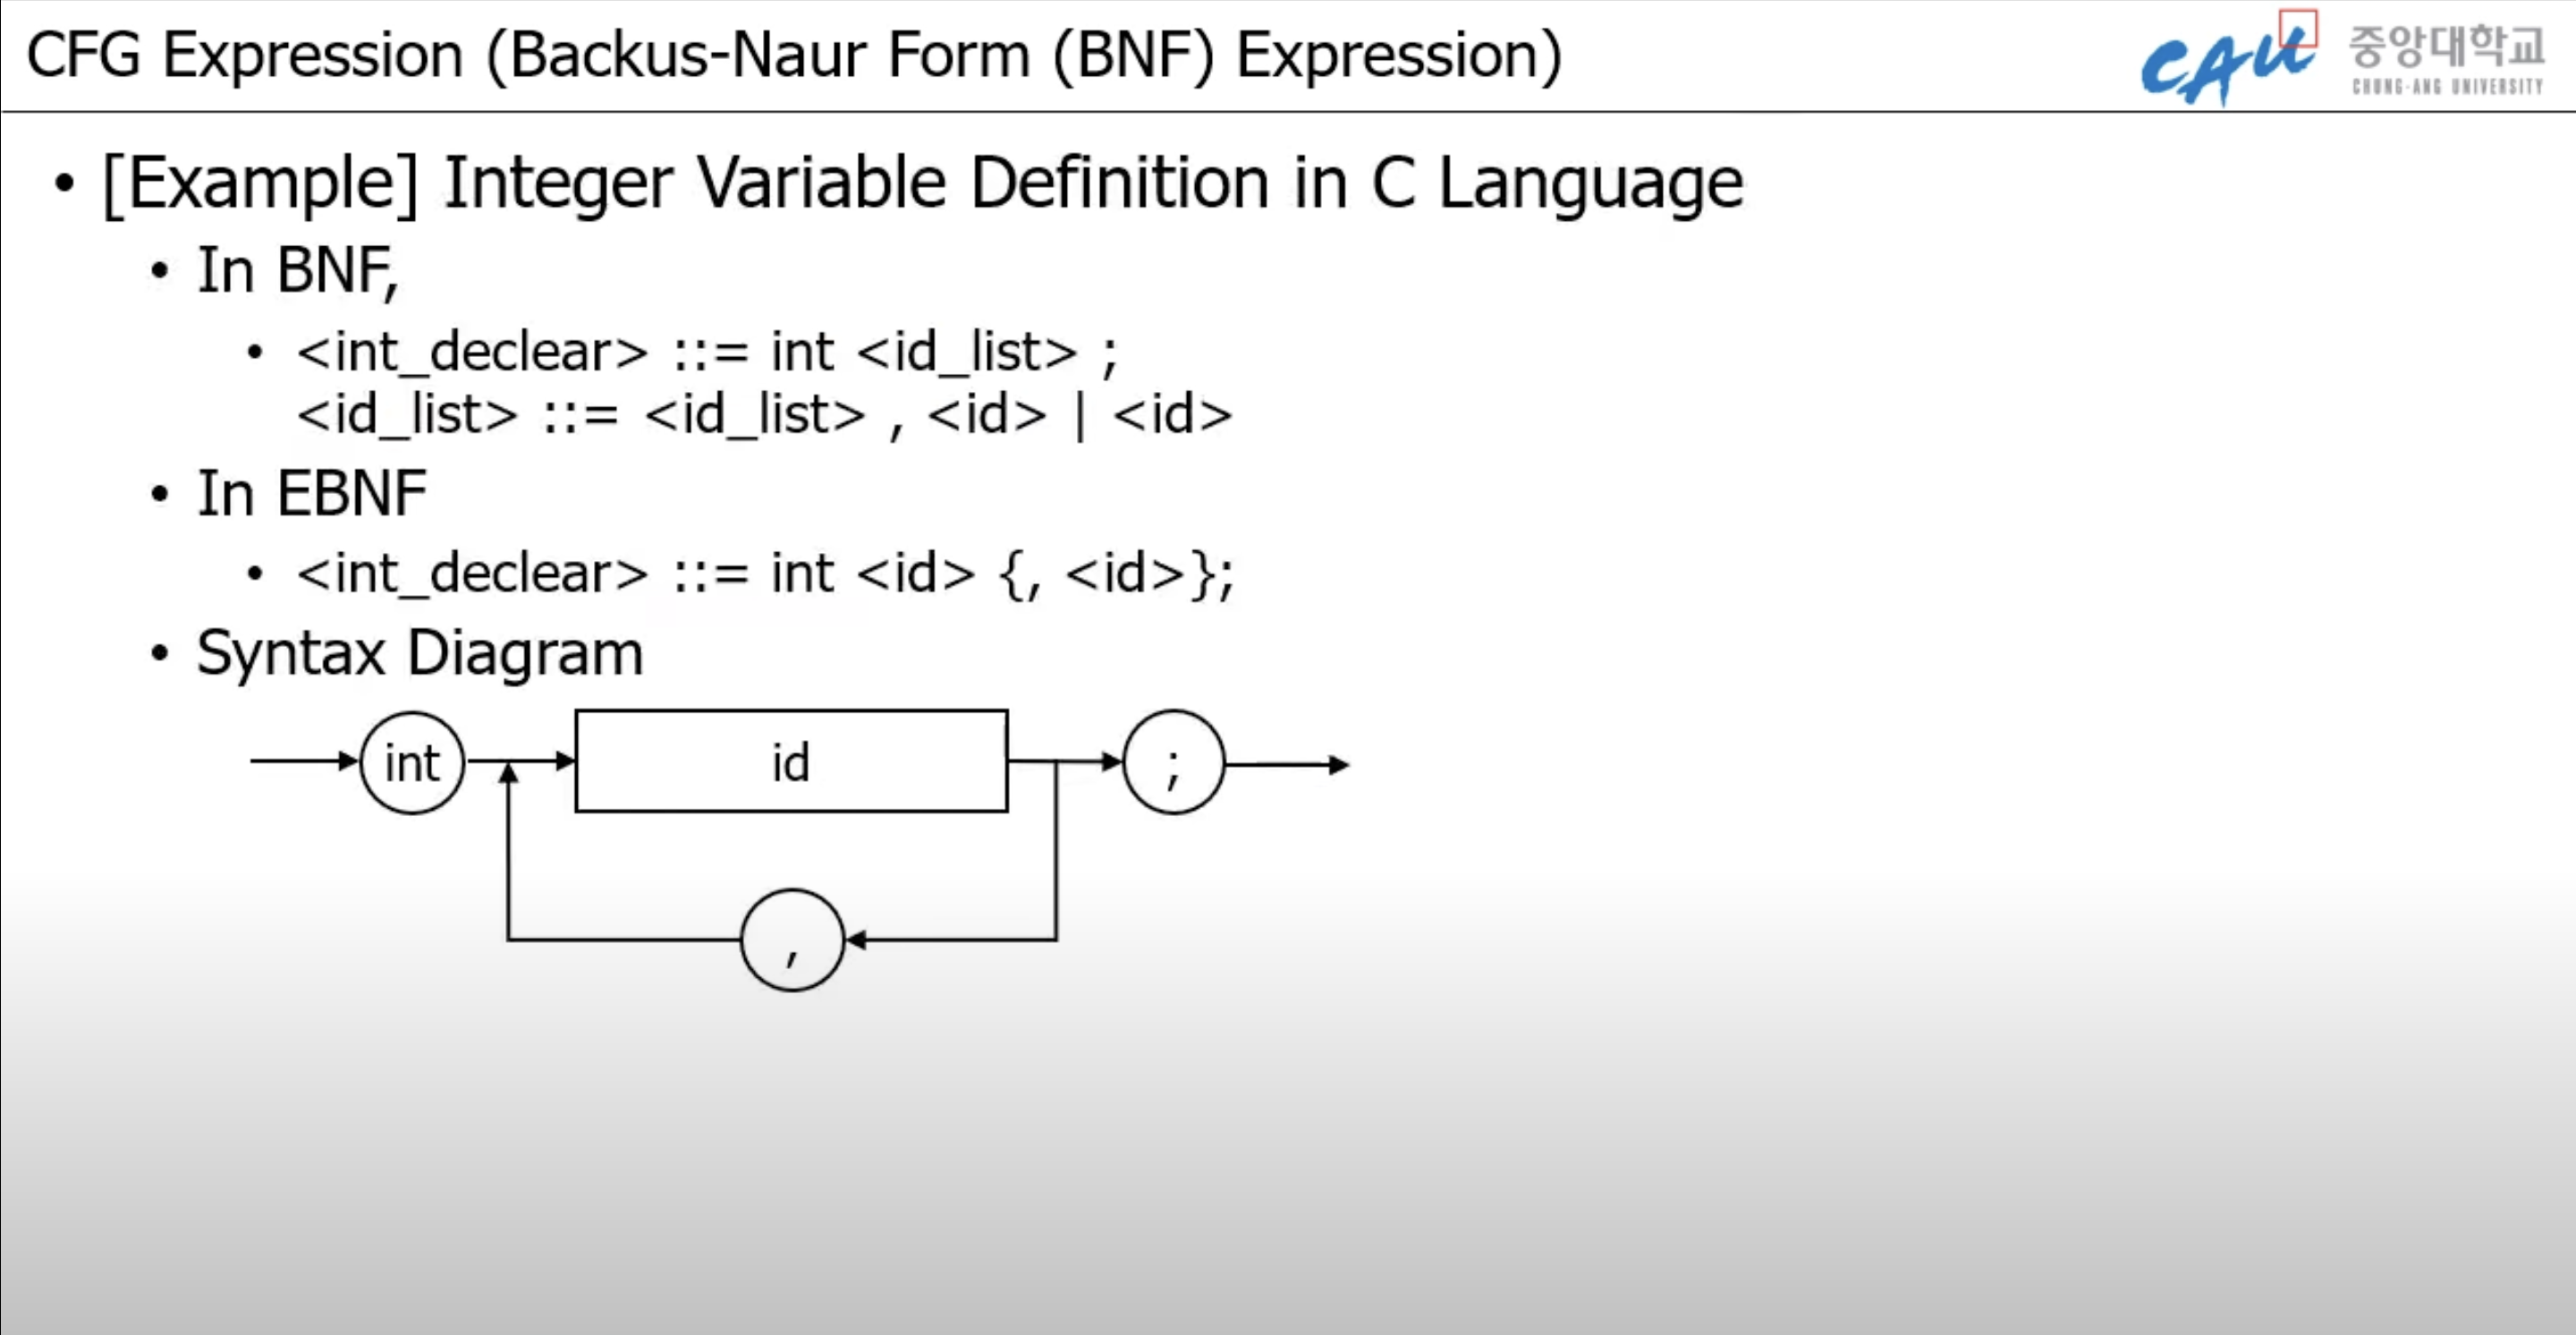 CFG Expression (Backus-Naur Form (BNF) Expression)
CAU 중앙대학교
CHUNG-ANG UNIVERSITY
• [Example] Integer Variable Definition in C Language
• In BNF,
• <int_declear> ::= int <id_list> ;
<id_list> ::= <id_list> , <id> | <id>
• In EBNF
• <int_declear> ::= int <id> {, <id>};
• Syntax Diagram
int id ;
,